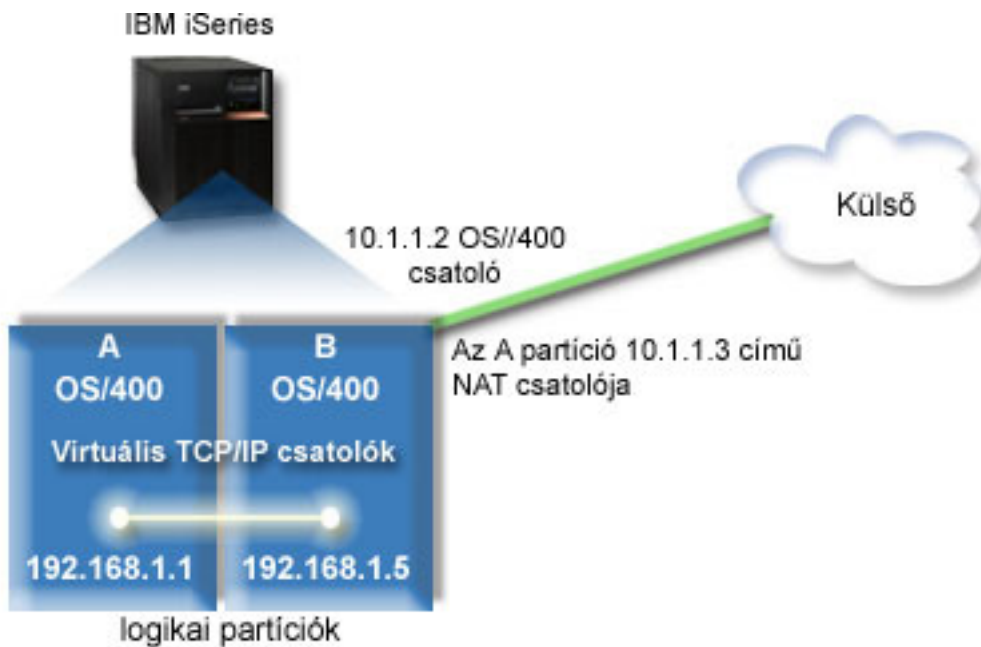 IBM iSeries
Külső
10.1.1.2 OS//400
csatoló
Az A partíció 10.1.1.3 című
NAT csatolója
A
OS/400
B
OS/400
Virtuális TCP/IP csatolók
192.168.1.1
192.168.1.5
logikai partíciók